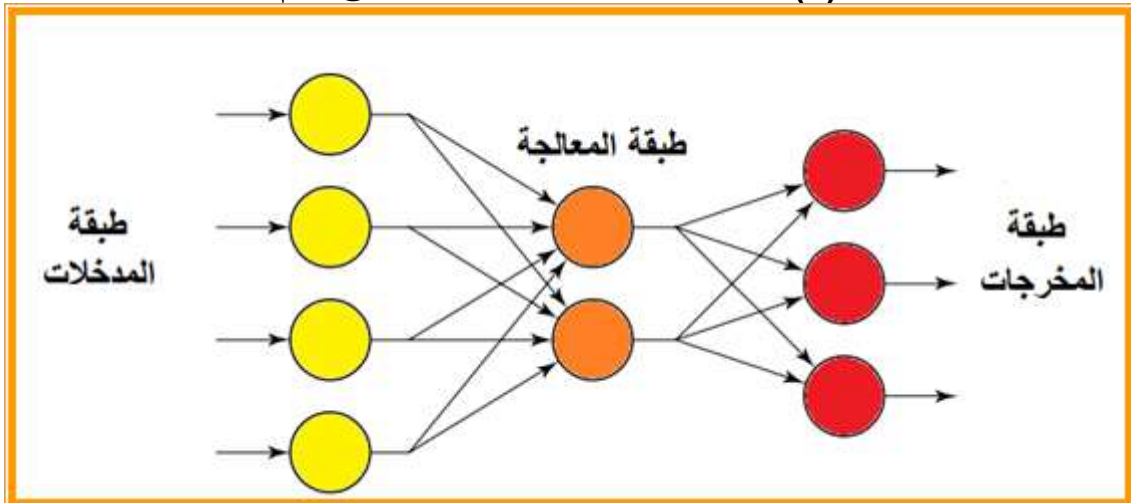 طبقة المعالجة
طبقة
المدخلات
طبقة
المخرجات